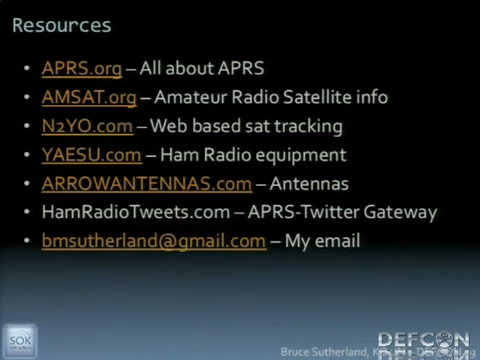 Resources
APRS.org – All about APRS
AMSAT.org – Amateur Radio Satellite info
N2YO.com – Web based sat tracking
YAESU.com – Ham Radio equipment
ARROWANTENNAS.com – Antennas
HamRadioTweets.com – APRS-Twitter Gateway
bmsutherland@gmail.com – My email
SOK
DEFCON
Bruce Sutherland,